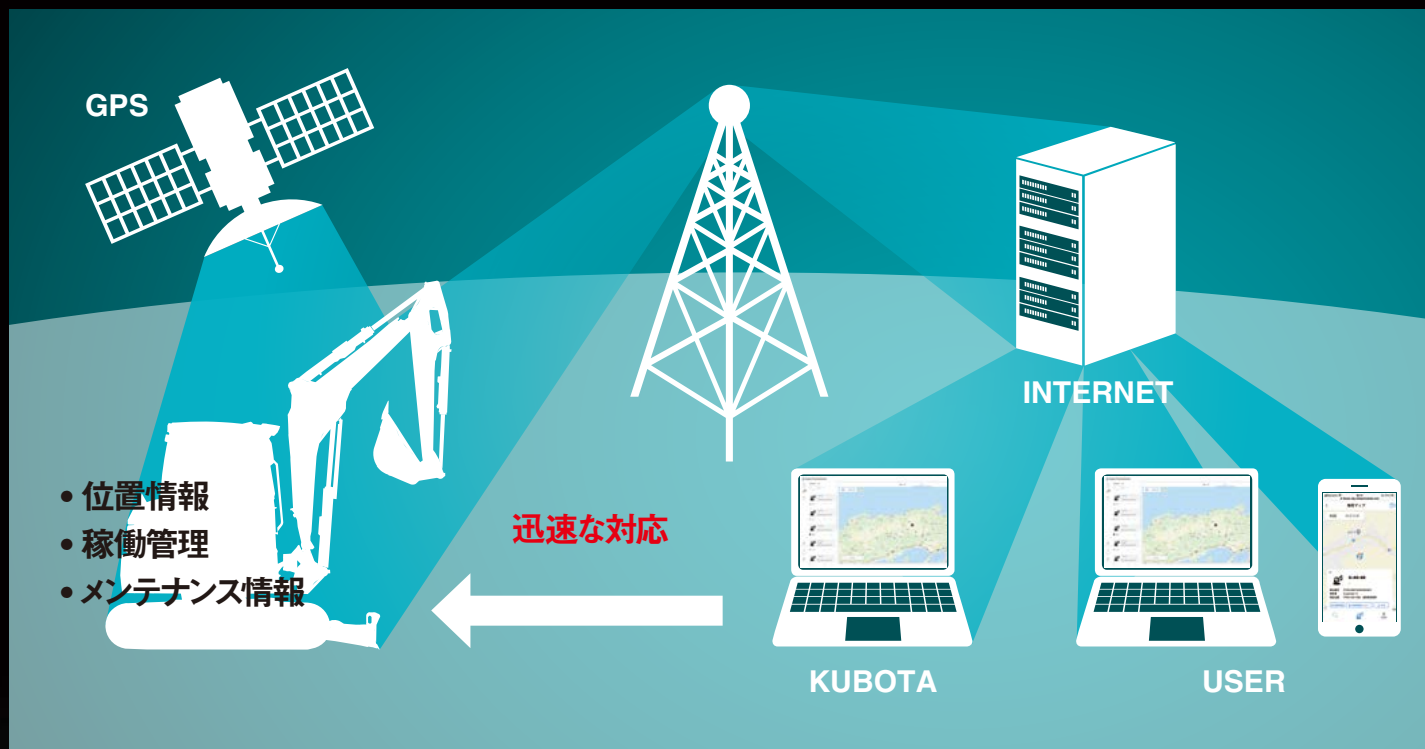 GPS
• 位置情報
• 稼働管理
• メンテナンス情報
迅速な対応
INTERNET
KUBOTA
USER